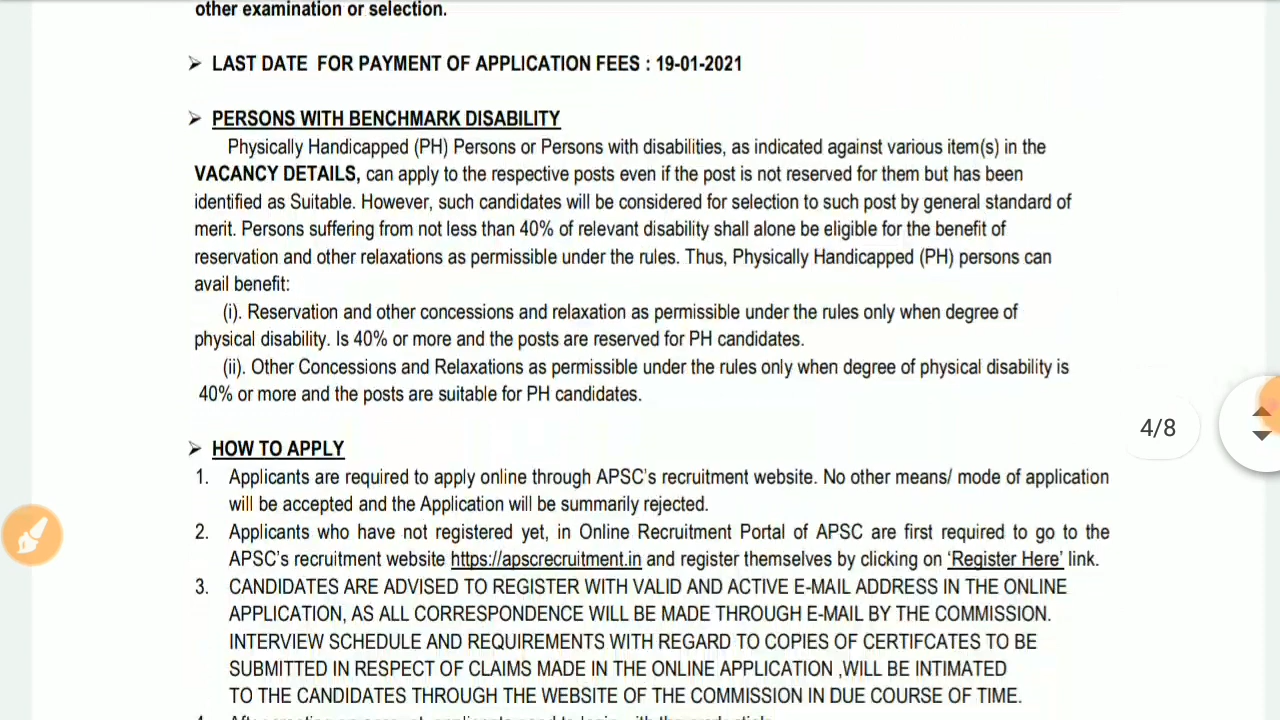 other examination or selection.
➢ LAST DATE FOR PAYMENT OF APPLICATION FEES : 19-01-2021
➢ PERSONS WITH BENCHMARK DISABILITY
Physically Handicapped (PH) Persons or Persons with disabilities, as indicated against various item(s) in the
VACANCY DETAILS, can apply to the respective posts even if the post is not reserved for them but has been
identified as Suitable. However, such candidates will be considered for selection to such post by general standard of
merit. Persons suffering from not less than 40% of relevant disability shall alone be eligible for the benefit of
reservation and other relaxations as permissible under the rules. Thus, Physically Handicapped (PH) persons can
avail benefit:
(i). Reservation and other concessions and relaxation as permissible under the rules only when degree of
physical disability. Is 40% or more and the posts are reserved for PH candidates.
(ii). Other Concessions and Relaxations as permissible under the rules only when degree of physical disability is
40% or more and the posts are suitable for PH candidates.
4/8
➢ HOW TO APPLY
1. Applicants are required to apply online through APSC's recruitment website. No other means/ mode of application
will be accepted and the Application will be summarily rejected.
2. Applicants who have not registered yet, in Online Recruitment Portal of APSC are first required to go to the
APSC's recruitment website https://apscrecruitment.in and register themselves by clicking on 'Register Here' link.
3. CANDIDATES ARE ADVISED TO REGISTER WITH VALID AND ACTIVE E-MAIL ADDRESS IN THE ONLINE
APPLICATION, AS ALL CORRESPONDENCE WILL BE MADE THROUGH E-MAIL BY THE COMMISSION.
INTERVIEW SCHEDULE AND REQUIREMENTS WITH REGARD TO COPIES OF CERTIFCATES TO BE
SUBMITTED IN RESPECT OF CLAIMS MADE IN THE ONLINE APPLICATION ,WILL BE INTIMATED
TO THE CANDIDATES THROUGH THE WEBSITE OF THE COMMISSION IN DUE COURSE OF TIME.